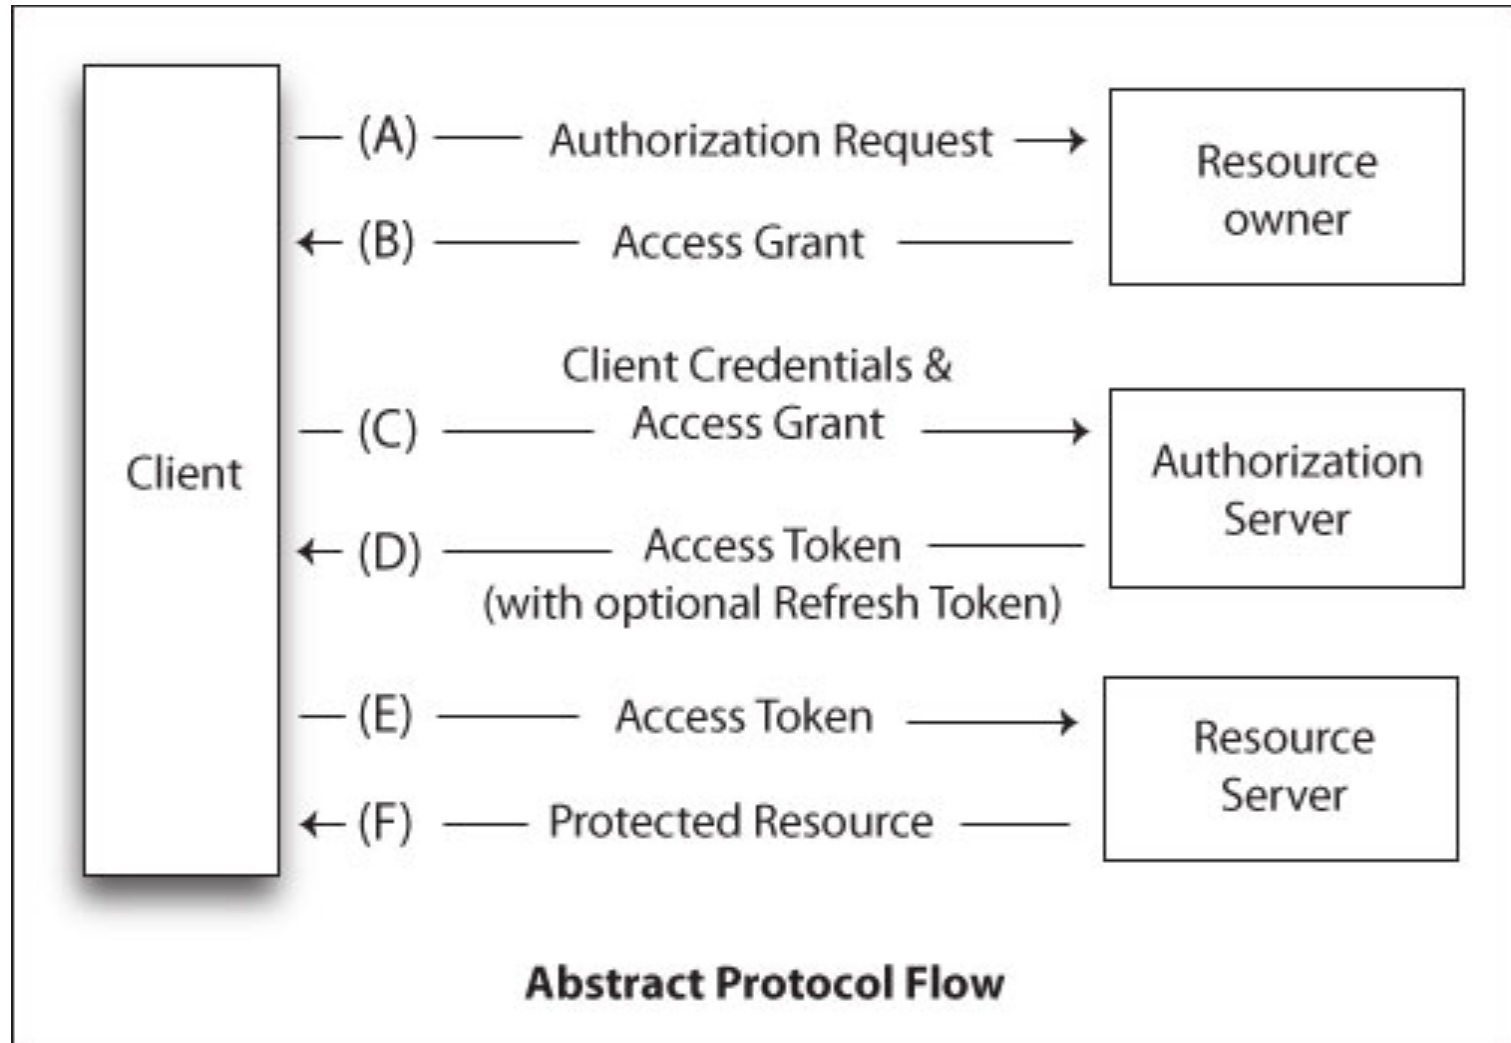 (A) Authorization Request
Resource
owner
(B) Access Grant
Client Credentials &
(C) Access Grant
Client
Authorization
Server
(D) Access Token
(with optional Refresh Token)
(E) Access Token
Resource
Server
(F) Protected Resource
Abstract Protocol Flow